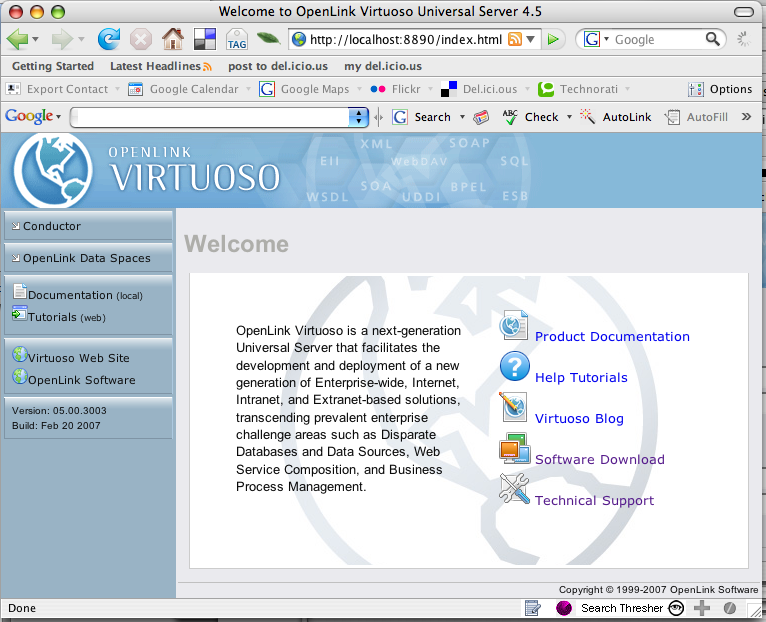 Welcome to OpenLink Virtuoso Universal Server 4.5
TAG
http://localhost:8890/index.html
G Google
Getting Started Latest Headlines post to del.icio.us my del.icio.us
Export Contact Google Calendar G Google Maps Flickr Del.ici.ous Technorati Options
Google G Search ABC Check AutoLink AutoFill »
OPENLINK
VIRTUOSO
XML SOAP
EII WebDAV SQL
SOA BPEL
WSDL UDDI ESB
Conductor
OpenLink Data Spaces
Documentation (local)
Tutorials (web)
Virtuoso Web Site
OpenLink Software
Version: 05.00.3003
Build: Feb 20 2007
Welcome
OpenLink Virtuoso is a next-generation
Universal Server that facilitates the
development and deployment of a new
generation of Enterprise-wide, Internet,
Intranet, and Extranet-based solutions,
transcending prevalent enterprise
challenge areas such as Disparate
Databases and Data Sources, Web
Service Composition, and Business
Process Management.
Product Documentation
? Help Tutorials
Virtuoso Blog
Software Download
Technical Support
Copyright © 1999-2007 OpenLink Software
Done Search Thresher